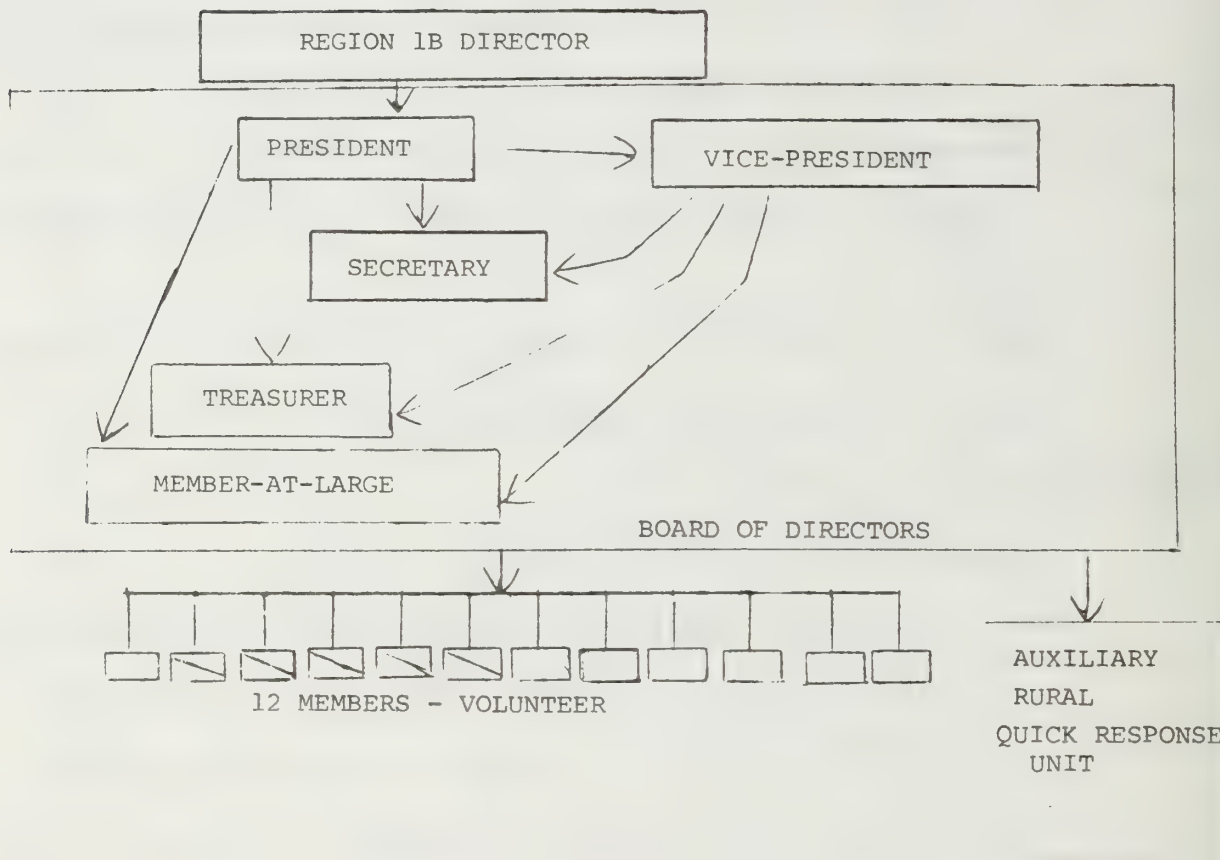 REGION 1B DIRECTOR
PRESIDENT
VICE-PRESIDENT
SECRETARY
TREASURER
MEMBER-AT-LARGE
BOARD OF DIRECTORS
12 MEMBERS - VOLUNTEER
AUXILIARY
RURAL
QUICK RESPONSE
UNIT